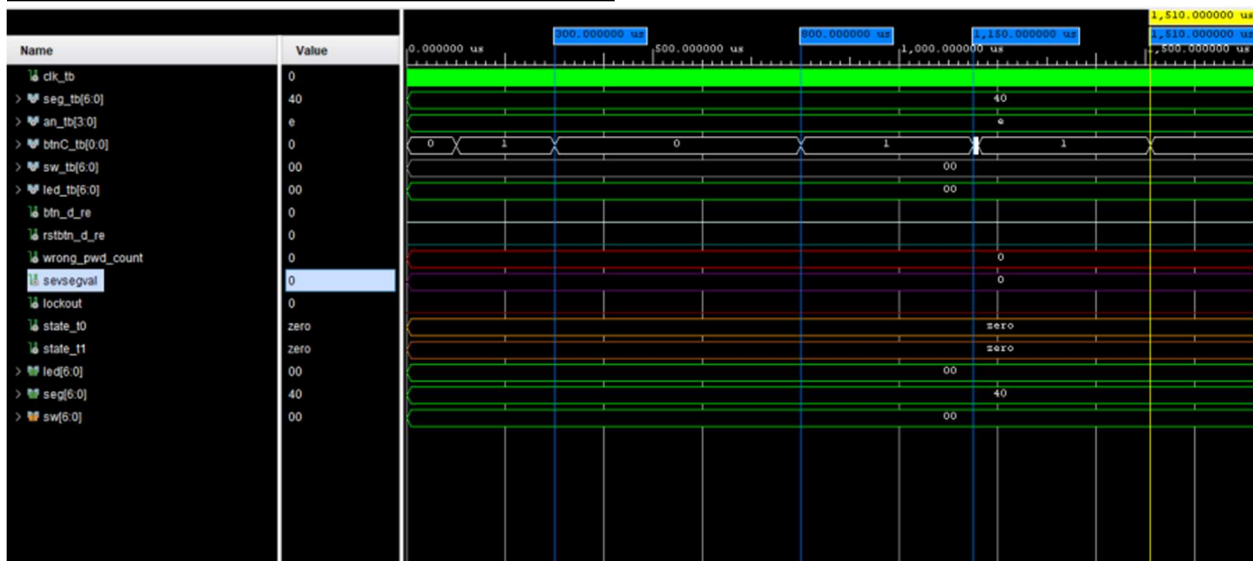 1,510.000000 us
300.000000 us 800.000000 us 1,150.000000 us 1,510.000000 us
Name Value 0.000000 us 500.000000 us 1,000.000000 us 1,500.000000 us
clk_tb 0
seg_tb[6:0] 40 40
an_tb[3:0] e e
btnC_tb[0:0] 0 0 1 0 1 1
sw_tb[6:0] 00 00
led_tb[6:0] 00 00
btn_d_re 0
rstbtn_d_re 0
wrong_pwd_count 0 0
sevsegval 0 0
lockout 0
state_t0 zero zero
state_t1 zero zero
led[6:0] 00 00
seg[6:0] 40 40
sw[6:0] 00 00